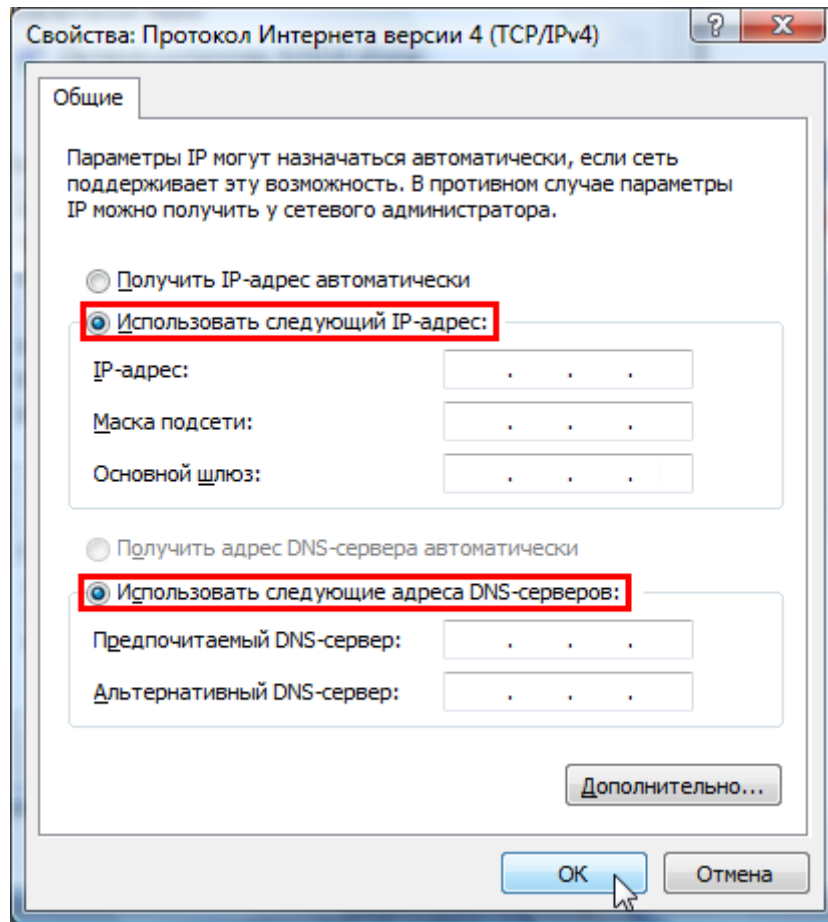 Свойства: Протокол Интернета версии 4 (TCP/IPv4)
?
Общие
Параметры IP могут назначаться автоматически, если сеть
поддерживает эту возможность. В противном случае параметры
IP можно получить у сетевого администратора.
Получить IP-адрес автоматически
Использовать следующий IP-адрес:
IP-адрес: . . .
Маска подсети: . . .
Основной шлюз: . . .
Получить адрес DNS-сервера автоматически
Использовать следующие адреса DNS-серверов:
Предпочитаемый DNS-сервер: . . .
Альтернативный DNS-сервер: . . .
Дополнительно...
ОК Отмена